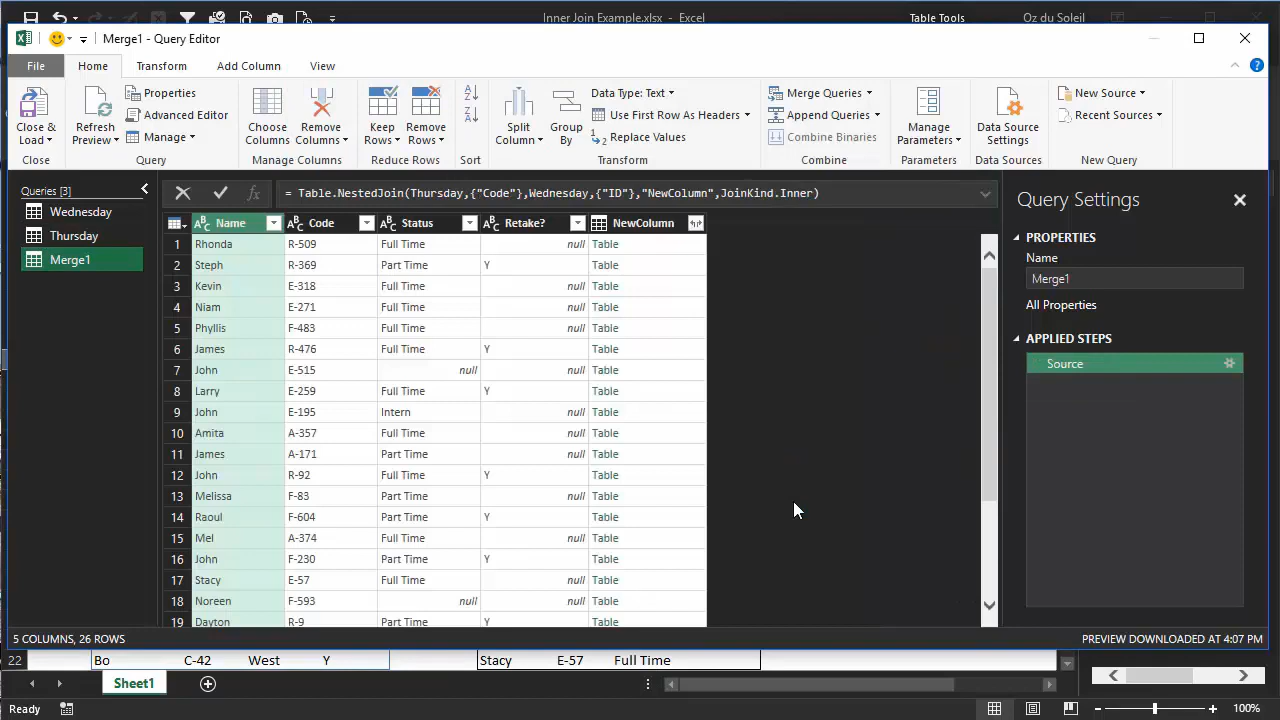 Inner Join Example.xlsx - Excel Table Tools Oz du Soleil
Merge1 - Query Editor
File Home Transform Add Column View
Close & Load Refresh Preview Properties Advanced Editor Manage Choose Columns Remove Columns Keep Rows Remove Rows Split Column Group By Data Type: Text Use First Row As Headers Replace Values Merge Queries Append Queries Combine Binaries Manage Parameters Data Source Settings New Source Recent Sources
Close Query Manage Columns Reduce Rows Sort Transform Combine Parameters Data Sources New Query
Queries [3]
Wednesday
Thursday
Merge1
= Table.NestedJoin(Thursday,{"Code"},Wednesday,{"ID"},"NewColumn",JoinKind.Inner)
Name Code Status Retake? NewColumn
1 Rhonda R-509 Full Time null Table
2 Steph R-369 Part Time Y Table
3 Kevin E-318 Full Time null Table
4 Niam E-271 Full Time null Table
5 Phyllis F-483 Full Time null Table
6 James R-476 Full Time Y Table
7 John E-515 null null Table
8 Larry E-259 Full Time Y Table
9 John E-195 Intern null Table
10 Amita A-357 Full Time null Table
11 James A-171 Part Time null Table
12 John R-92 Full Time Y Table
13 Melissa F-83 Part Time null Table
14 Raoul F-604 Part Time Y Table
15 Mel A-374 Full Time null Table
16 John F-230 Part Time Y Table
17 Stacy E-57 Full Time null Table
18 Noreen F-593 null null Table
19 Dayton R-9 Part Time Y Table
Query Settings
PROPERTIES
Name
Merge1
All Properties
APPLIED STEPS
Source
5 COLUMNS, 26 ROWS PREVIEW DOWNLOADED AT 4:07 PM
22 Bo C-42 West Y Stacy E-57 Full Time
Sheet1
Ready 100%